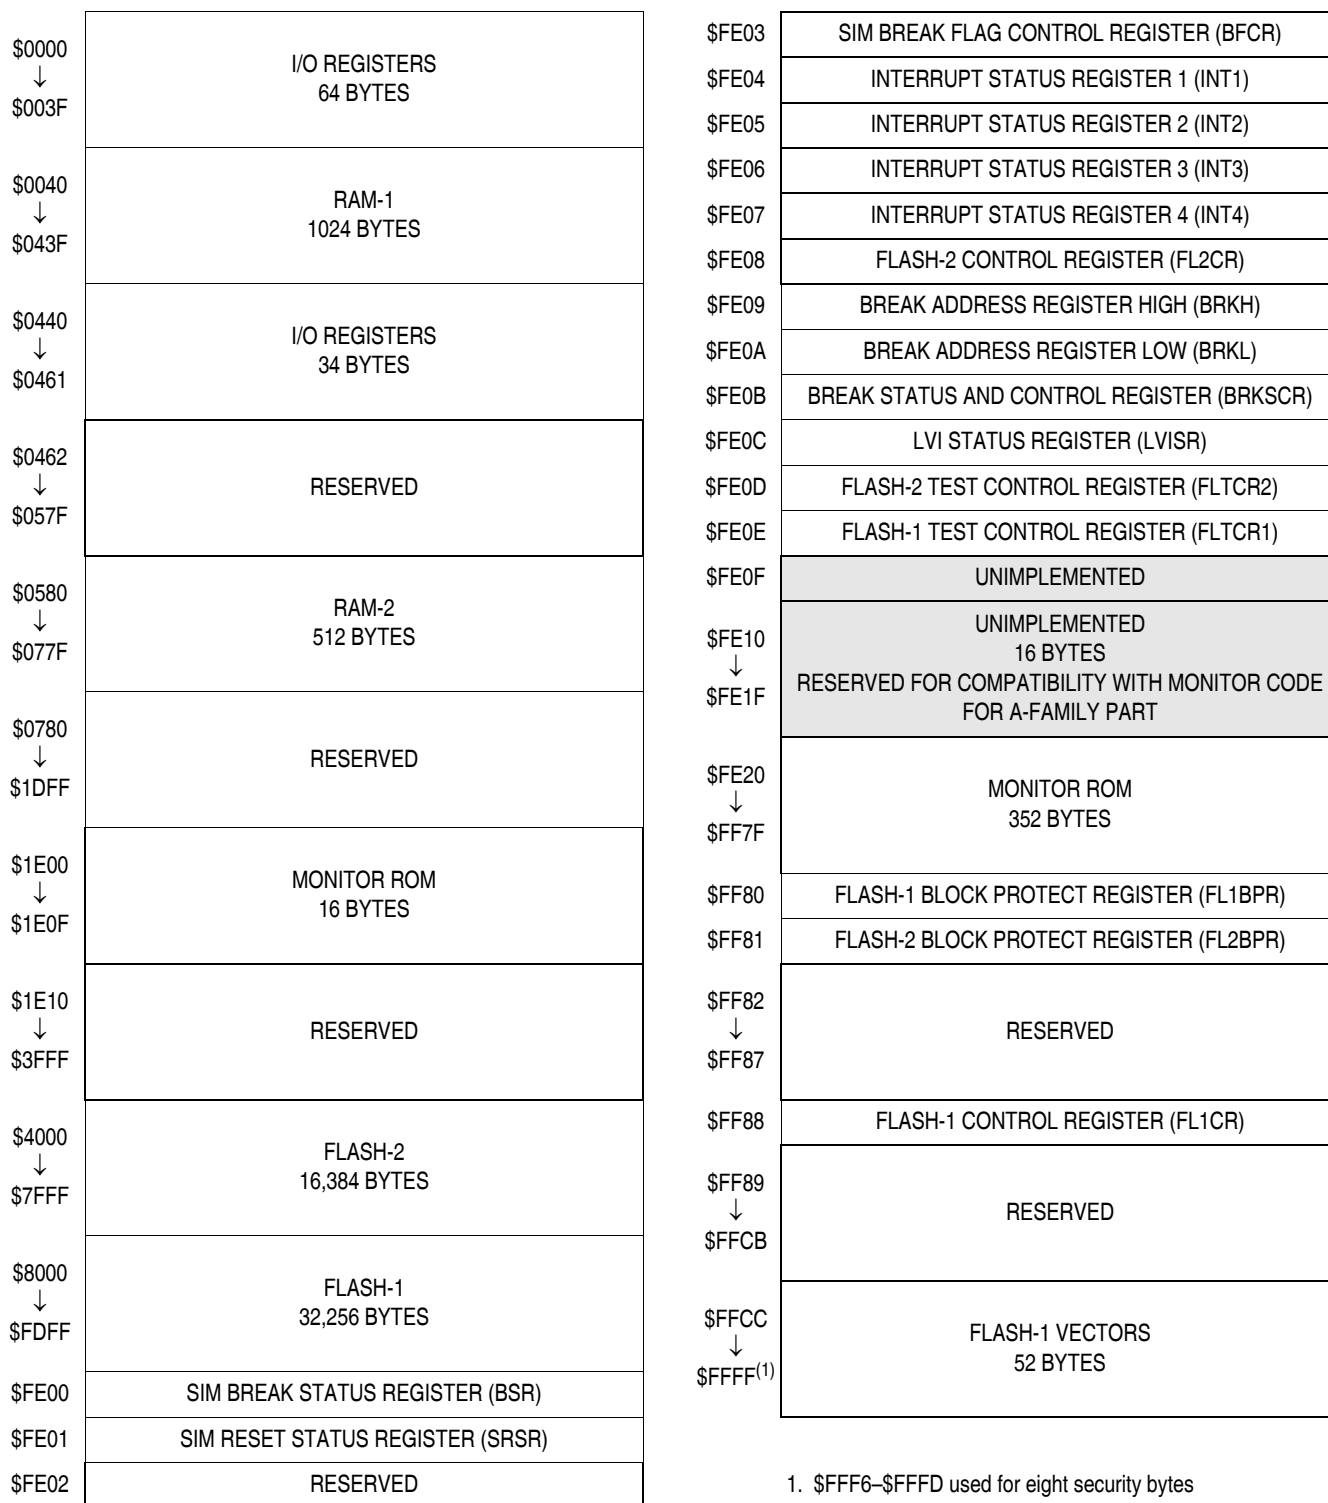 $0000
↓
$003F
I/O REGISTERS
64 BYTES
$0040
↓
$043F
RAM-1
1024 BYTES
$0440
↓
$0461
I/O REGISTERS
34 BYTES
$0462
↓
$057F
RESERVED
$0580
↓
$077F
RAM-2
512 BYTES
$0780
↓
$1DFF
RESERVED
$1E00
↓
$1E0F
MONITOR ROM
16 BYTES
$1E10
↓
$3FFF
RESERVED
$4000
↓
$7FFF
FLASH-2
16,384 BYTES
$8000
↓
$FDFF
FLASH-1
32,256 BYTES
$FE00 SIM BREAK STATUS REGISTER (BSR)
$FE01 SIM RESET STATUS REGISTER (SRSR)
$FE02 RESERVED
$FE03 SIM BREAK FLAG CONTROL REGISTER (BFCR)
$FE04 INTERRUPT STATUS REGISTER 1 (INT1)
$FE05 INTERRUPT STATUS REGISTER 2 (INT2)
$FE06 INTERRUPT STATUS REGISTER 3 (INT3)
$FE07 INTERRUPT STATUS REGISTER 4 (INT4)
$FE08 FLASH-2 CONTROL REGISTER (FL2CR)
$FE09 BREAK ADDRESS REGISTER HIGH (BRKH)
$FE0A BREAK ADDRESS REGISTER LOW (BRKL)
$FE0B BREAK STATUS AND CONTROL REGISTER (BRKSCR)
$FE0C LVI STATUS REGISTER (LVISR)
$FE0D FLASH-2 TEST CONTROL REGISTER (FLTCR2)
$FE0E FLASH-1 TEST CONTROL REGISTER (FLTCR1)
$FE0F UNIMPLEMENTED
$FE10
↓
$FE1F
UNIMPLEMENTED
16 BYTES
RESERVED FOR COMPATIBILITY WITH MONITOR CODE
FOR A-FAMILY PART
$FE20
↓
$FF7F
MONITOR ROM
352 BYTES
$FF80 FLASH-1 BLOCK PROTECT REGISTER (FL1BPR)
$FF81 FLASH-2 BLOCK PROTECT REGISTER (FL2BPR)
$FF82
↓
$FF87
RESERVED
$FF88 FLASH-1 CONTROL REGISTER (FL1CR)
$FF89
↓
$FFCB
RESERVED
$FFCC
↓
$FFFF(1)
FLASH-1 VECTORS
52 BYTES
1. $FFF6–$FFFD used for eight security bytes